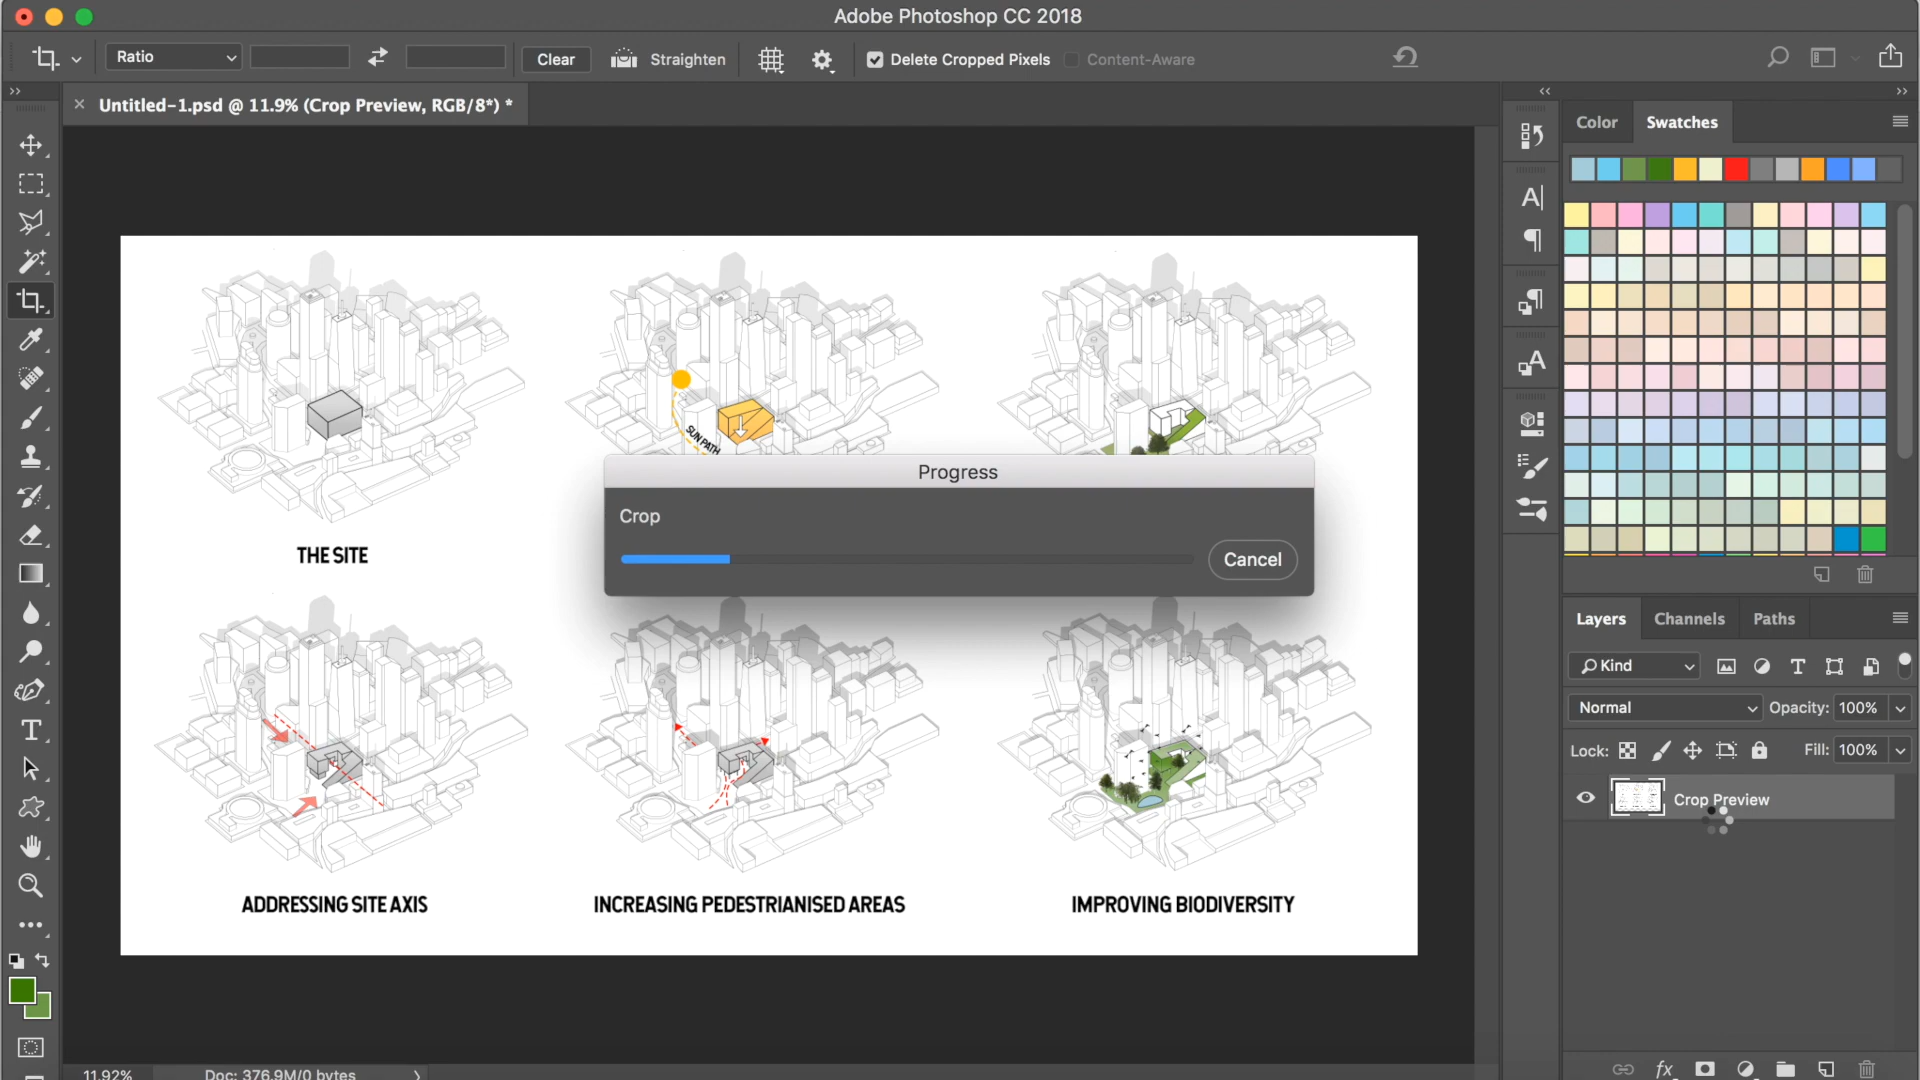 Adobe Photoshop CC 2018
Ratio
Clear
Straighten
Delete Cropped Pixels
Content-Aware
Untitled-1.psd @ 11.9% (Crop Preview, RGB/8*) *
Color
Swatches
SUN PATH
Progress
Crop
Cancel
THE SITE
ADDRESSING SITE AXIS
INCREASING PEDESTRIANISED AREAS
IMPROVING BIODIVERSITY
Layers
Channels
Paths
Kind
Normal
Opacity: 100%
Lock:
Fill: 100%
Crop Preview
fx
11.92%
Doc: 376.9M/0 bytes